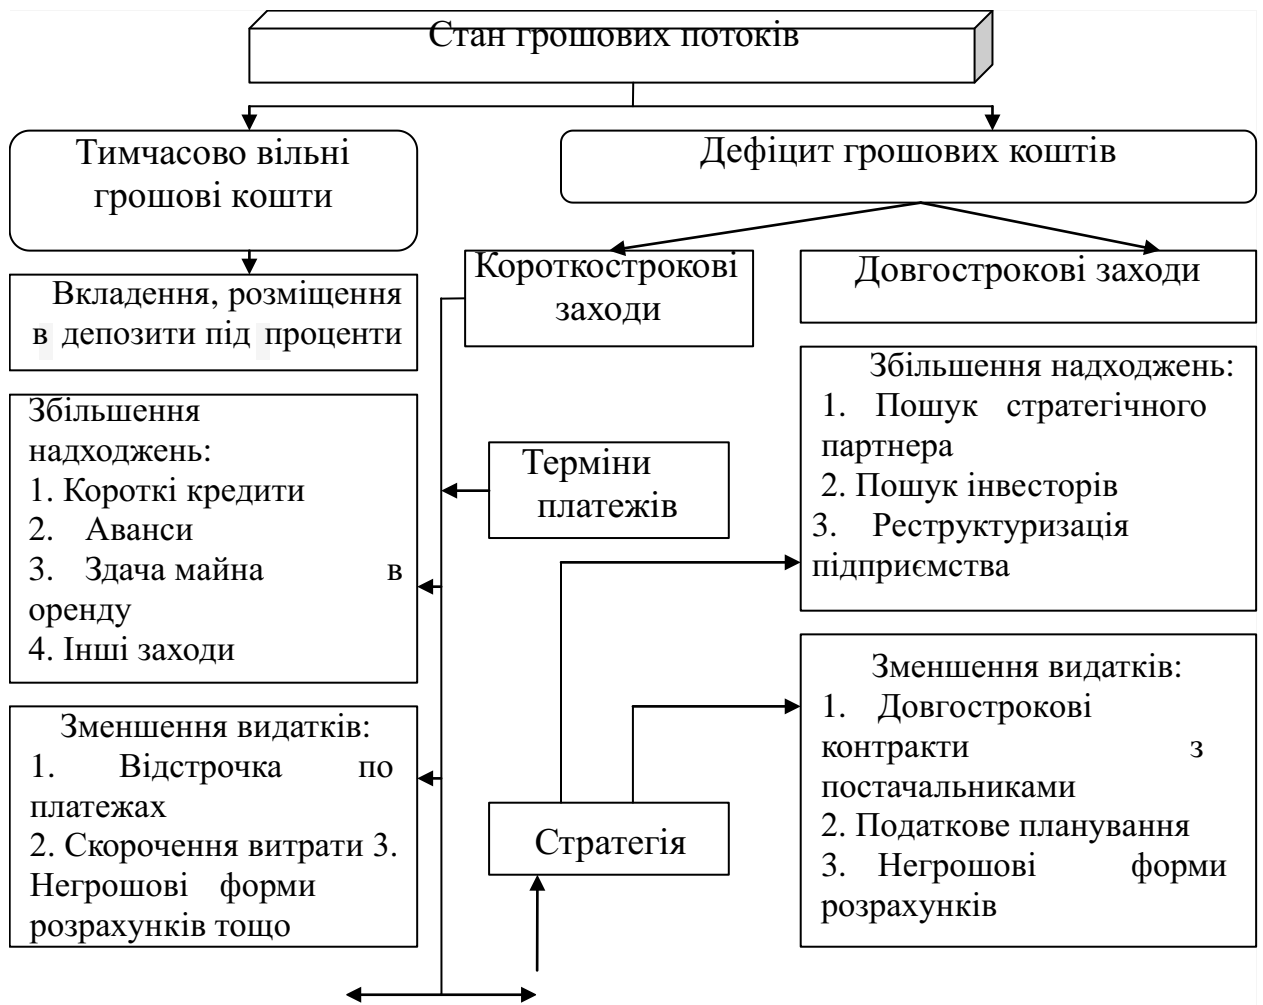 Стан грошових потоків
Тимчасово вільні
грошові кошти
Дефіцит грошових коштів
Вкладення, розміщення
в депозити під проценти
Короткострокові
заходи
Довгострокові заходи
Збільшення
надходжень:
1. Короткі кредити
2. Аванси
3. Здача майна в
оренду
4. Інші заходи
Терміни
платежів
Збільшення надходжень:
1. Пошук стратегічного
партнера
2. Пошук інвесторів
3. Реструктуризація
підприємства
Зменшення видатків:
1. Відстрочка по
платежах
2. Скорочення витрати 3.
Негрошові форми
розрахунків тощо
Стратегія
Зменшення видатків:
1. Довгострокові
контракти з
постачальниками
2. Податкове планування
3. Негрошові форми
розрахунків